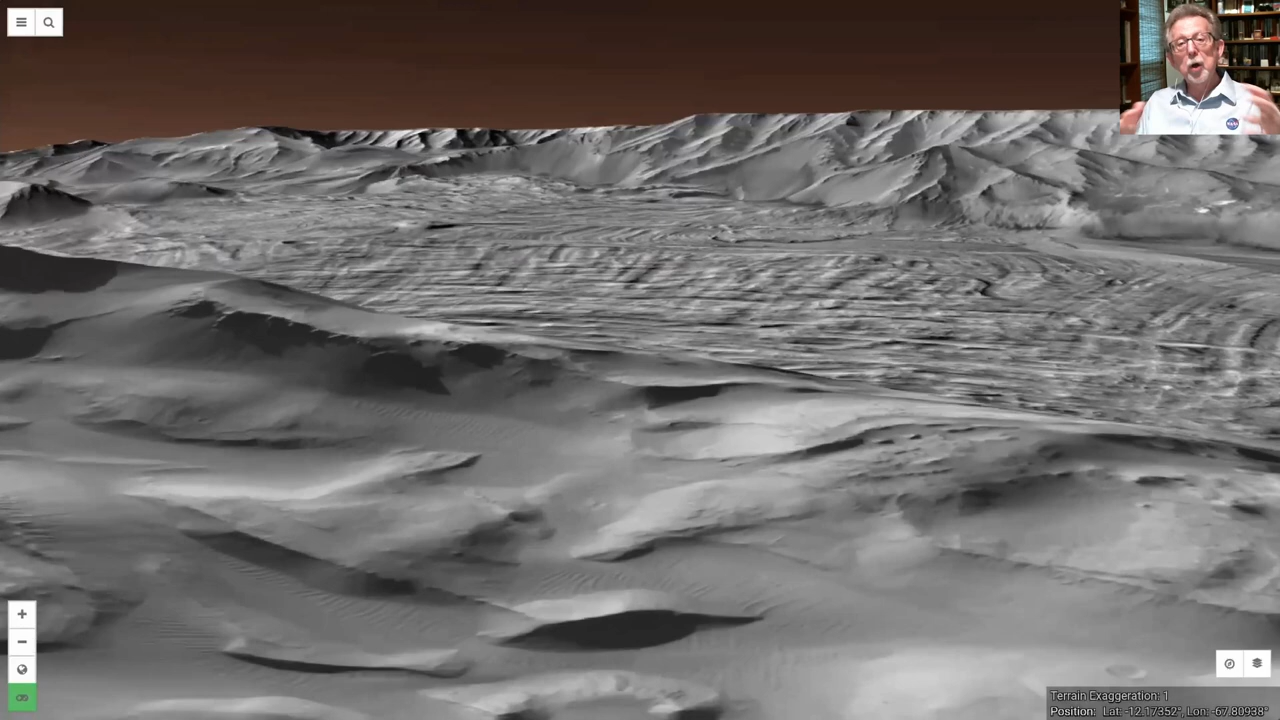 Terrain Exaggeration: 1
Position: Lat: -12.17352° Lon: -67.80938°